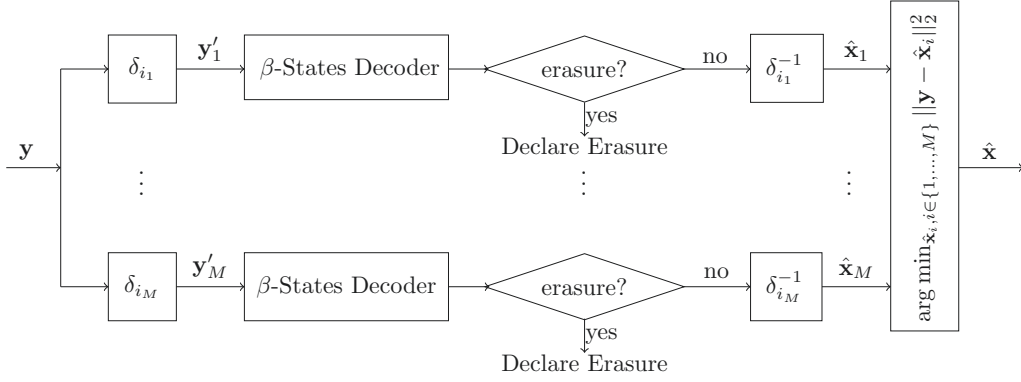 y
δ_{i_1}
y′_1
β-States Decoder
erasure?
no
δ_{i_1}^{-1}
x̂_1
yes
Declare Erasure
⋮ ⋮ ⋮
δ_{i_M}
y′_M
β-States Decoder
erasure?
no
δ_{i_M}^{-1}
x̂_M
yes
Declare Erasure
arg min_{x̂_i, i∈{1,...,M}} ||y − x̂_i||_2^2
x̂